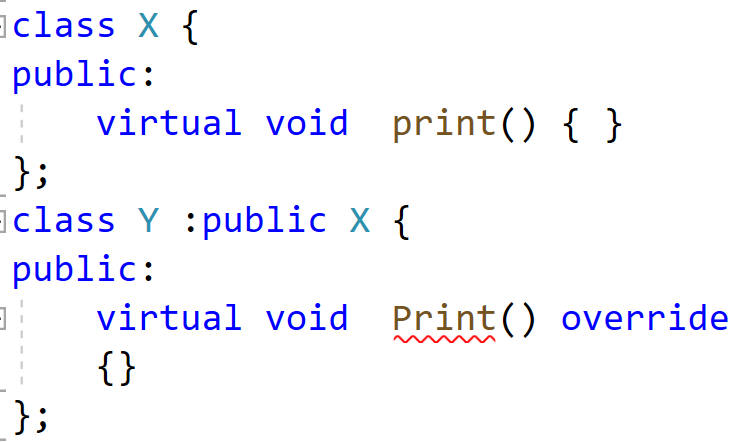 class X {
public:
    virtual void  print() { }
};
class Y :public X {
public:
    virtual void  Print() override
    {}
};